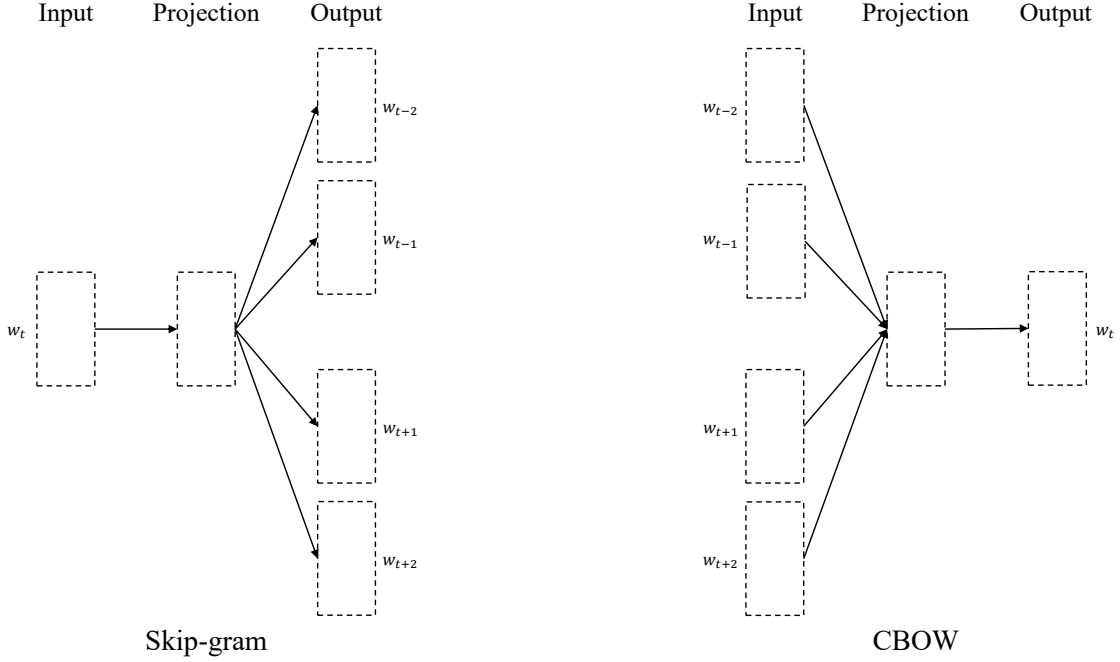 Input Projection Output
w_{t−2}
w_{t−1}
w_t
w_{t+1}
w_{t+2}
Skip-gram
Input Projection Output
w_{t−2}
w_{t−1}
w_t
w_{t+1}
w_{t+2}
CBOW